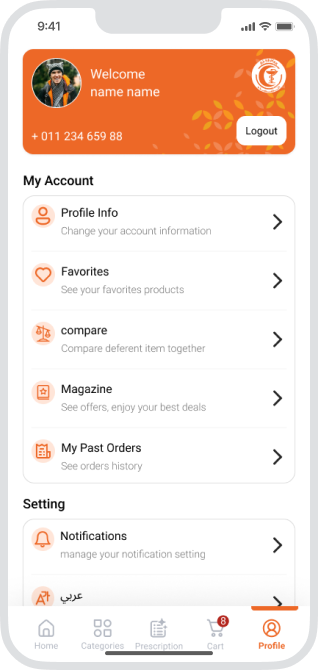 9:41
Welcome
name name
+ 011 234 659 88
Logout
My Account
Profile Info
Change your account information
Favorites
See your favorites products
compare
Compare deferent item together
Magazine
See offers, enjoy your best deals
My Past Orders
See orders history
Setting
Notifications
manage your notification setting
عربي
8
Home
Categories
Prescription
Cart
Profile